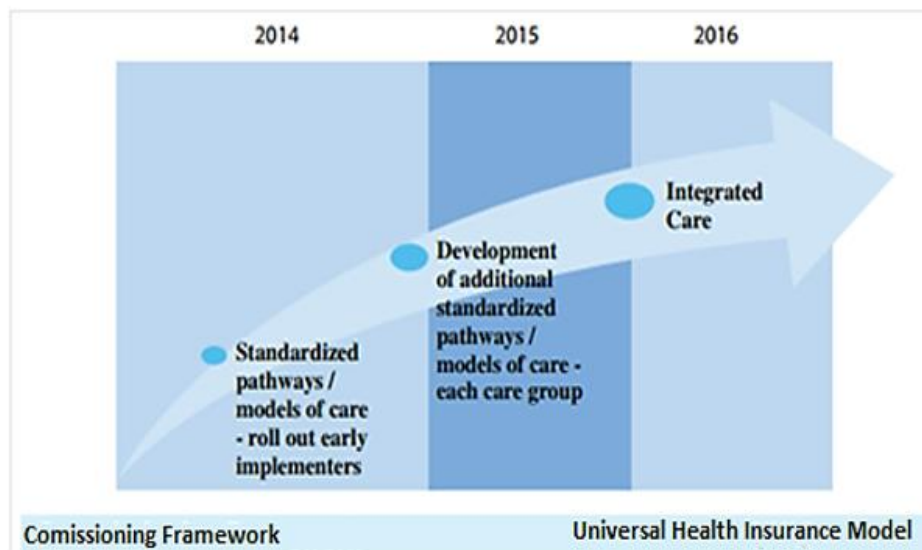 2014 2015 2016
Integrated
Care
Development
of additional
standardized
pathways /
models of care -
each care group
Standardized
pathways /
models of care
- roll out early
implementers
Comissioning Framework Universal Health Insurance Model